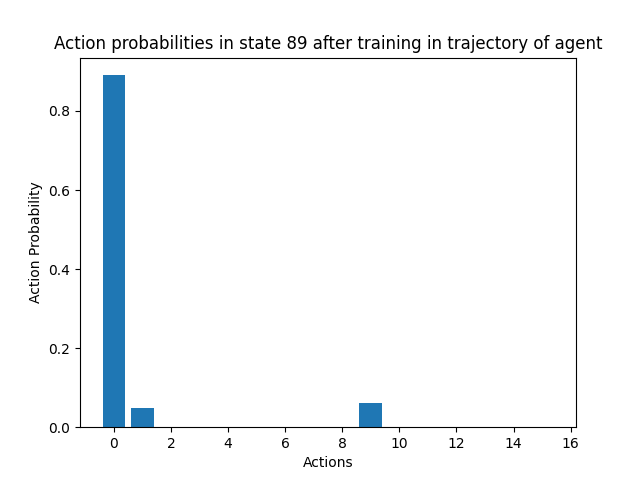 Action probabilities in state 89 after training in trajectory of agent
Action Probability
0.8
0.6
0.4
0.2
0.0
0 2 4 6 8 10 12 14 16
Actions